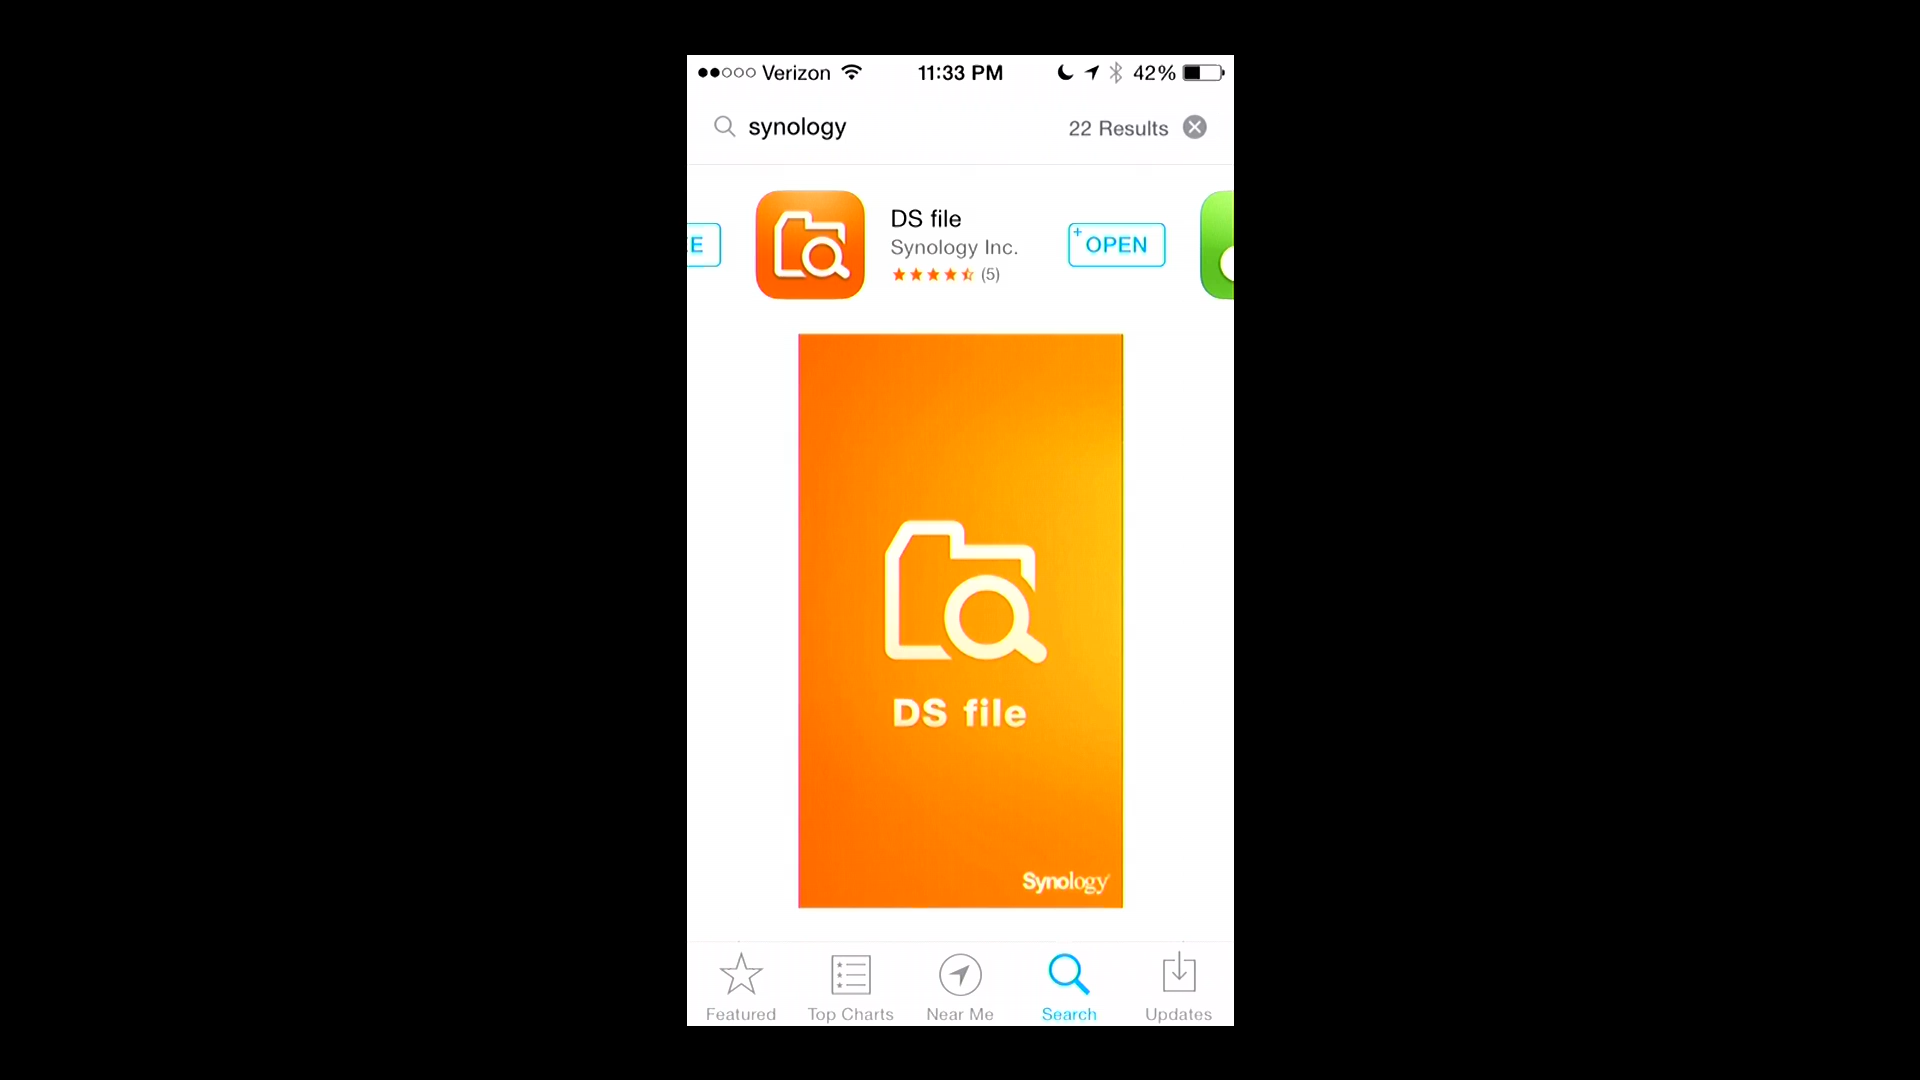 Verizon 11:33 PM 42%
synology 22 Results
DS file
Synology Inc.
(5)
E
+ OPEN
DS file
Synology
Featured Top Charts Near Me Search Updates